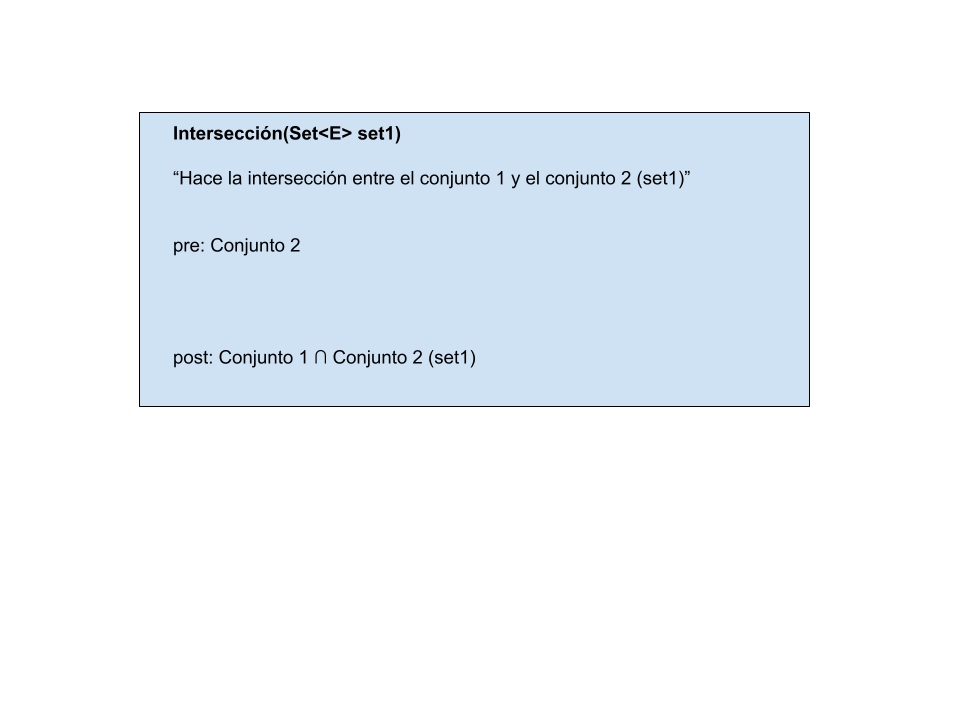 Intersección(Set<E> set1)
“Hace la intersección entre el conjunto 1 y el conjunto 2 (set1)”
pre: Conjunto 2
post: Conjunto 1 ∩ Conjunto 2 (set1)